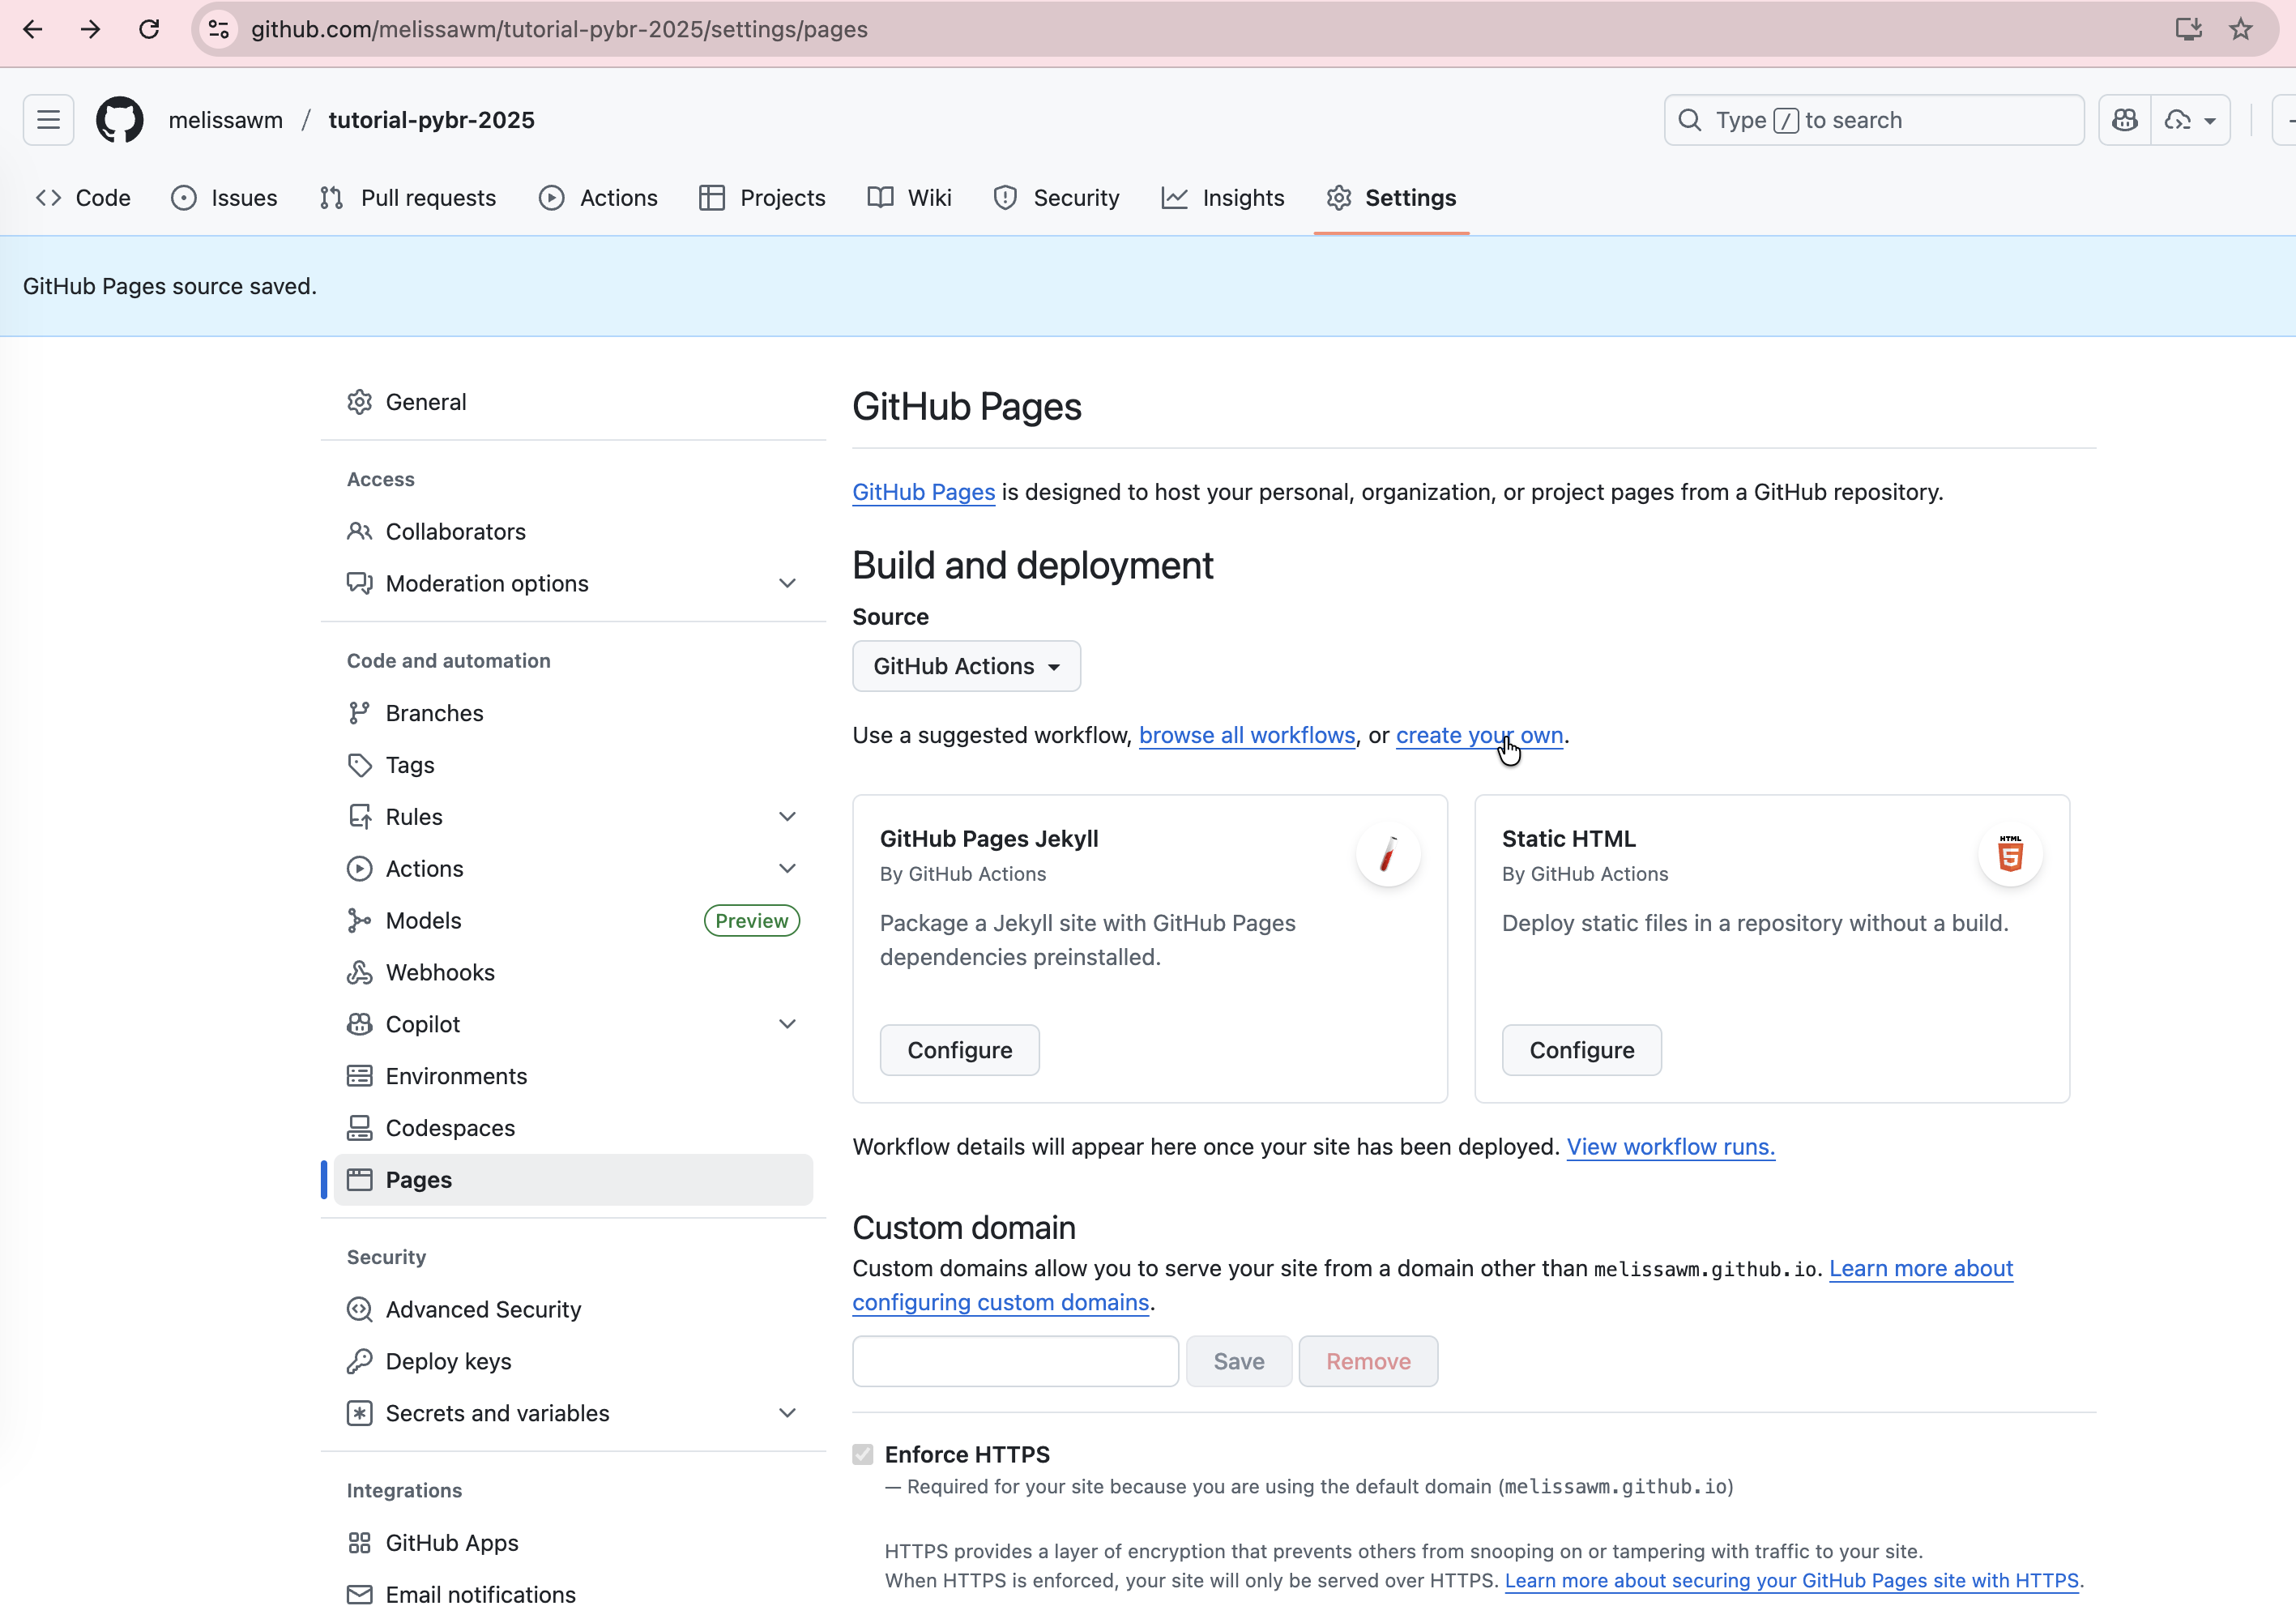 github.com/melissawm/tutorial-pybr-2025/settings/pages
melissawm / tutorial-pybr-2025
Type / to search
Code Issues Pull requests Actions Projects Wiki Security Insights Settings
GitHub Pages source saved.
General
Access
Collaborators
Moderation options
Code and automation
Branches
Tags
Rules
Actions
Models Preview
Webhooks
Copilot
Environments
Codespaces
Pages
Security
Advanced Security
Deploy keys
Secrets and variables
Integrations
GitHub Apps
Email notifications
GitHub Pages
GitHub Pages is designed to host your personal, organization, or project pages from a GitHub repository.
Build and deployment
Source
GitHub Actions
Use a suggested workflow, browse all workflows, or create your own.
GitHub Pages Jekyll
By GitHub Actions
Package a Jekyll site with GitHub Pages
dependencies preinstalled.
Configure
Static HTML
By GitHub Actions
Deploy static files in a repository without a build.
Configure
HTML
5
Workflow details will appear here once your site has been deployed. View workflow runs.
Custom domain
Custom domains allow you to serve your site from a domain other than melissawm.github.io. Learn more about
configuring custom domains.
Save Remove
Enforce HTTPS
— Required for your site because you are using the default domain (melissawm.github.io)
HTTPS provides a layer of encryption that prevents others from snooping on or tampering with traffic to your site.
When HTTPS is enforced, your site will only be served over HTTPS. Learn more about securing your GitHub Pages site with HTTPS.